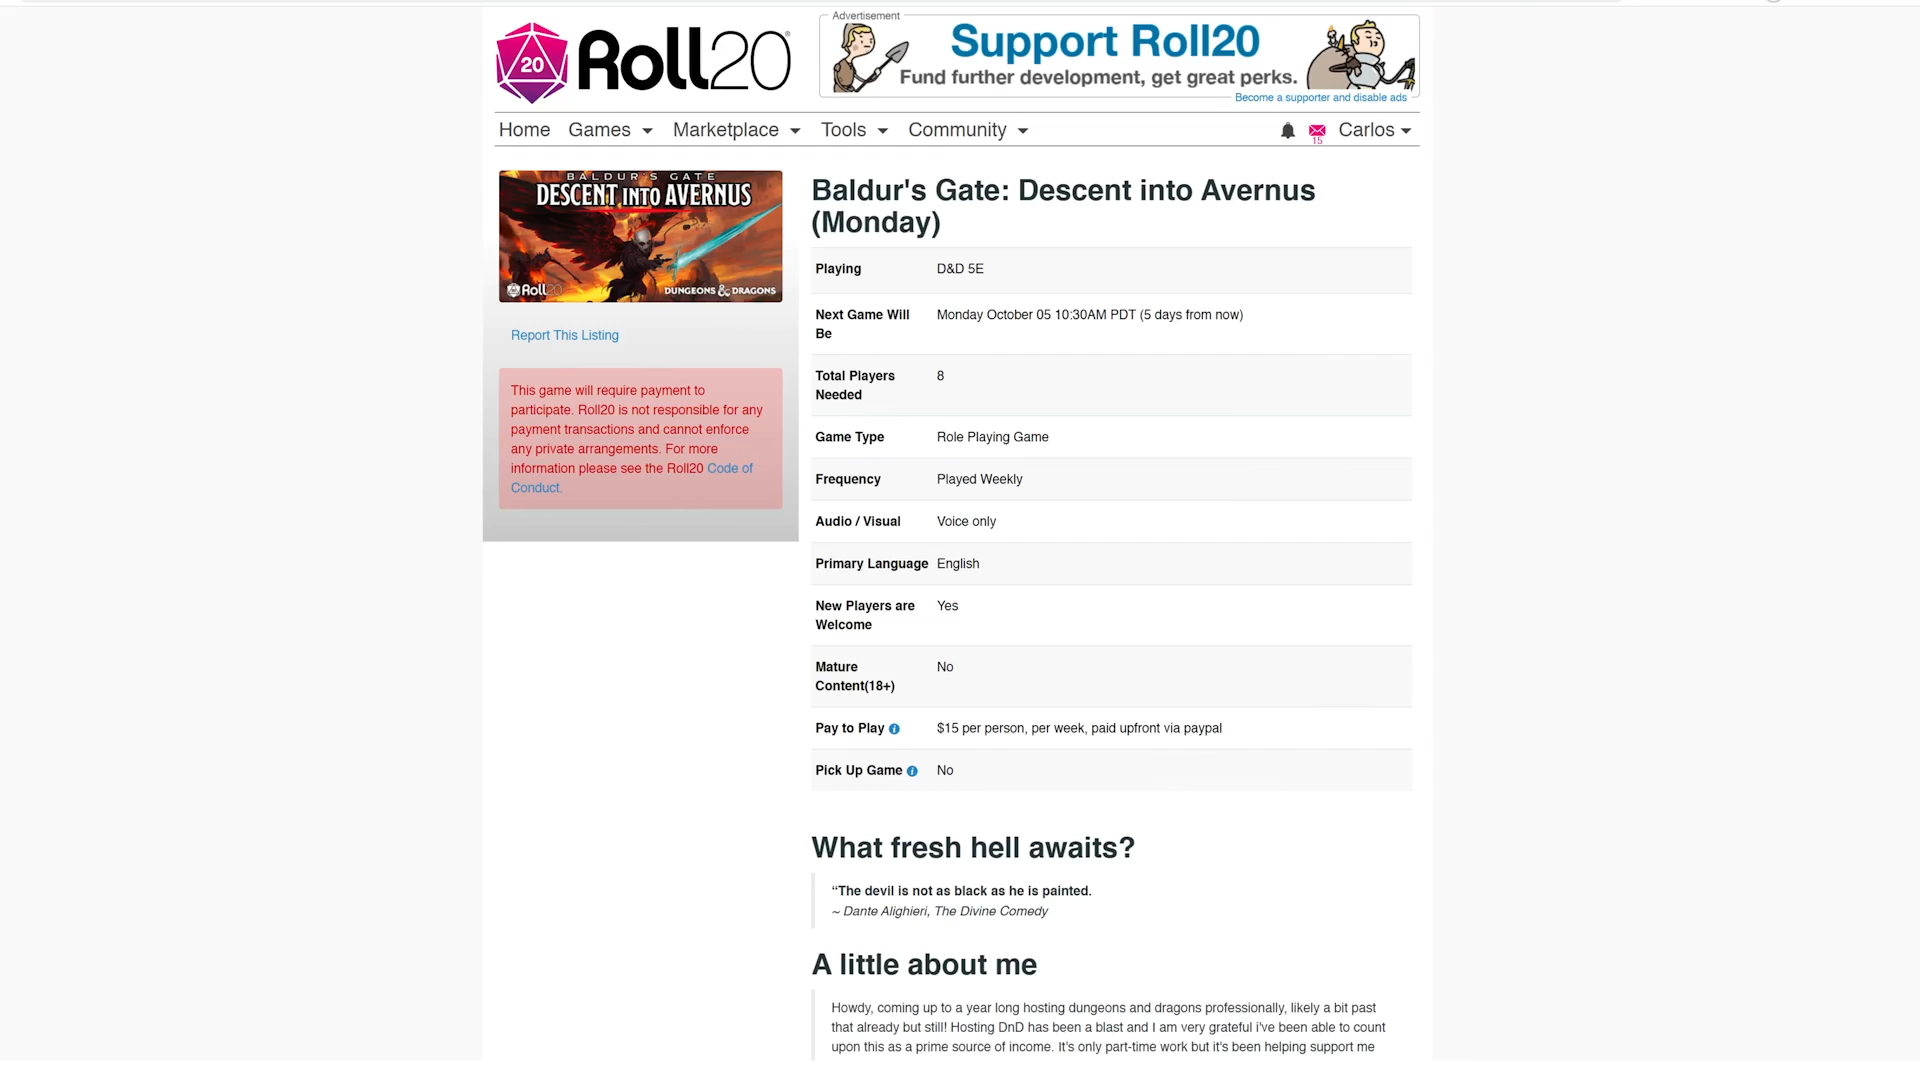 Advertisement
20
Roll20®
Support Roll20
Fund further development, get great perks.
Become a supporter and disable ads
Home Games Marketplace Tools Community 15 Carlos
BALDUR'S GATE
DESCENT INTO AVERNUS
Roll20 DUNGEONS & DRAGONS
Report This Listing
This game will require payment to
participate. Roll20 is not responsible for any
payment transactions and cannot enforce
any private arrangements. For more
information please see the Roll20 Code of
Conduct.
Baldur's Gate: Descent into Avernus
(Monday)
Playing D&D 5E
Next Game Will Monday October 05 10:30AM PDT (5 days from now)
Be
Total Players 8
Needed
Game Type Role Playing Game
Frequency Played Weekly
Audio / Visual Voice only
Primary Language English
New Players are Yes
Welcome
Mature No
Content(18+)
Pay to Play i $15 per person, per week, paid upfront via paypal
Pick Up Game i No
What fresh hell awaits?
“The devil is not as black as he is painted.
~ Dante Alighieri, The Divine Comedy
A little about me
Howdy, coming up to a year long hosting dungeons and dragons professionally, likely a bit past
that already but still! Hosting DnD has been a blast and I am very grateful i've been able to count
upon this as a prime source of income. It's only part-time work but it's been helping support me